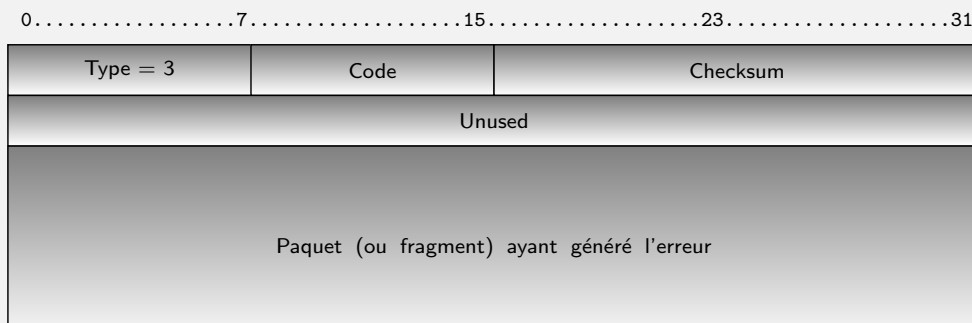 0.................7.................15.................23.................31
Type = 3 Code Checksum
Unused
Paquet (ou fragment) ayant généré l'erreur